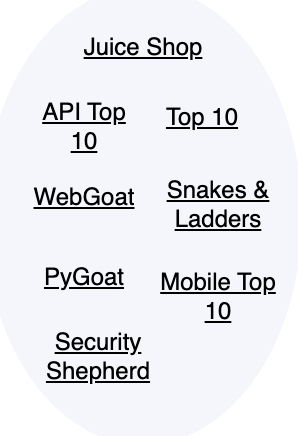 Juice Shop
API Top
10
Top 10
WebGoat
Snakes &
Ladders
PyGoat
Mobile Top
10
Security
Shepherd